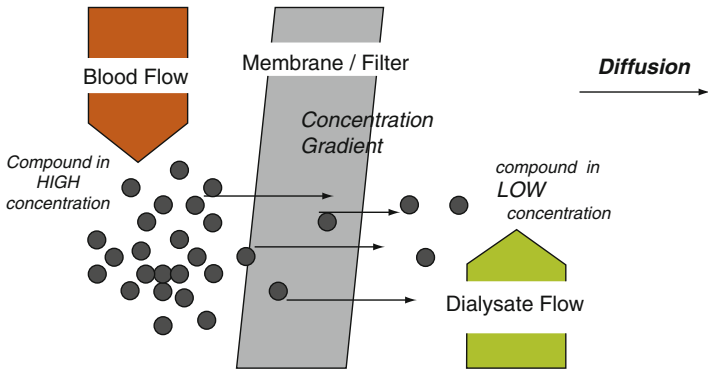 Blood Flow
Membrane / Filter
Diffusion
Concentration
Gradient
Compound in
HIGH
concentration
compound in
LOW
concentration
Dialysate Flow